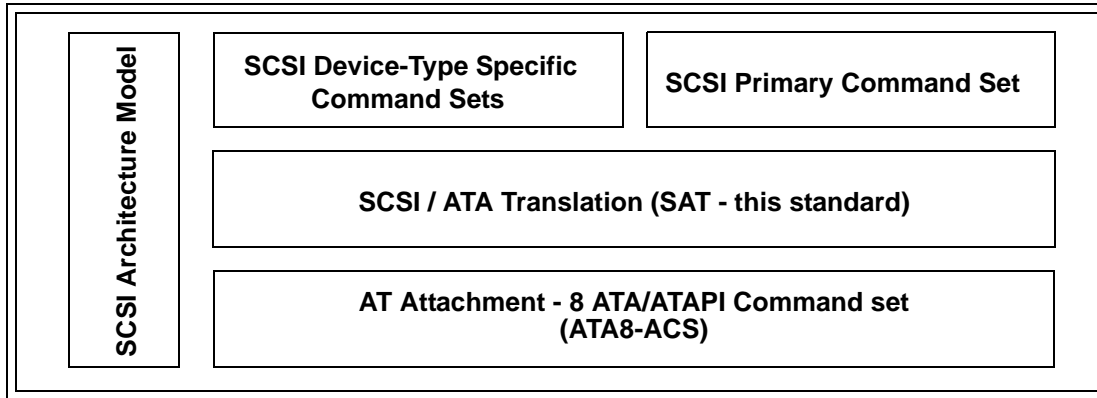 SCSI Architecture Model
SCSI Device-Type Specific
Command Sets
SCSI Primary Command Set
SCSI / ATA Translation (SAT - this standard)
AT Attachment - 8 ATA/ATAPI Command set
(ATA8-ACS)